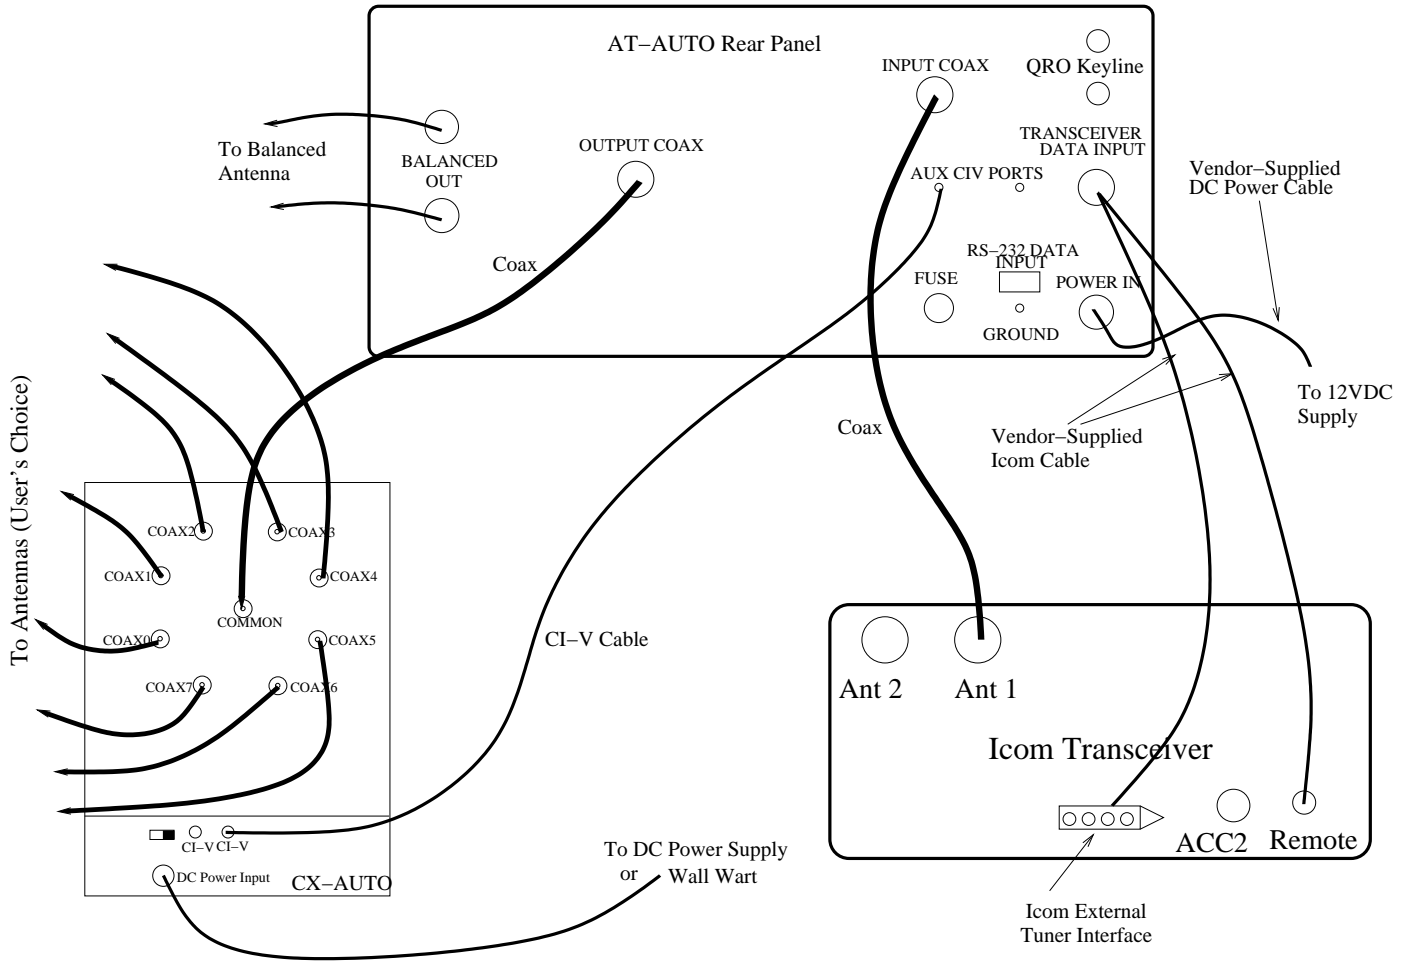 AT−AUTO Rear Panel
INPUT COAX
QRO Keyline
TRANSCEIVER
DATA INPUT
To Balanced
Antenna
BALANCED
OUT
OUTPUT COAX
AUX CIV PORTS
Vendor−Supplied
DC Power Cable
Coax
RS−232 DATA
INPUT
FUSE
POWER IN
GROUND
To 12VDC
Supply
Coax
Vendor−Supplied
Icom Cable
To Antennas (User's Choice)
COAX2
COAX3
COAX1
COAX4
COMMON
COAX0
COAX5
COAX7
COAX6
CI−V Cable
Ant 2
Ant 1
Icom Transceiver
ACC2
Remote
CI−V CI−V
DC Power Input
CX−AUTO
To DC Power Supply
or Wall Wart
Icom External
Tuner Interface